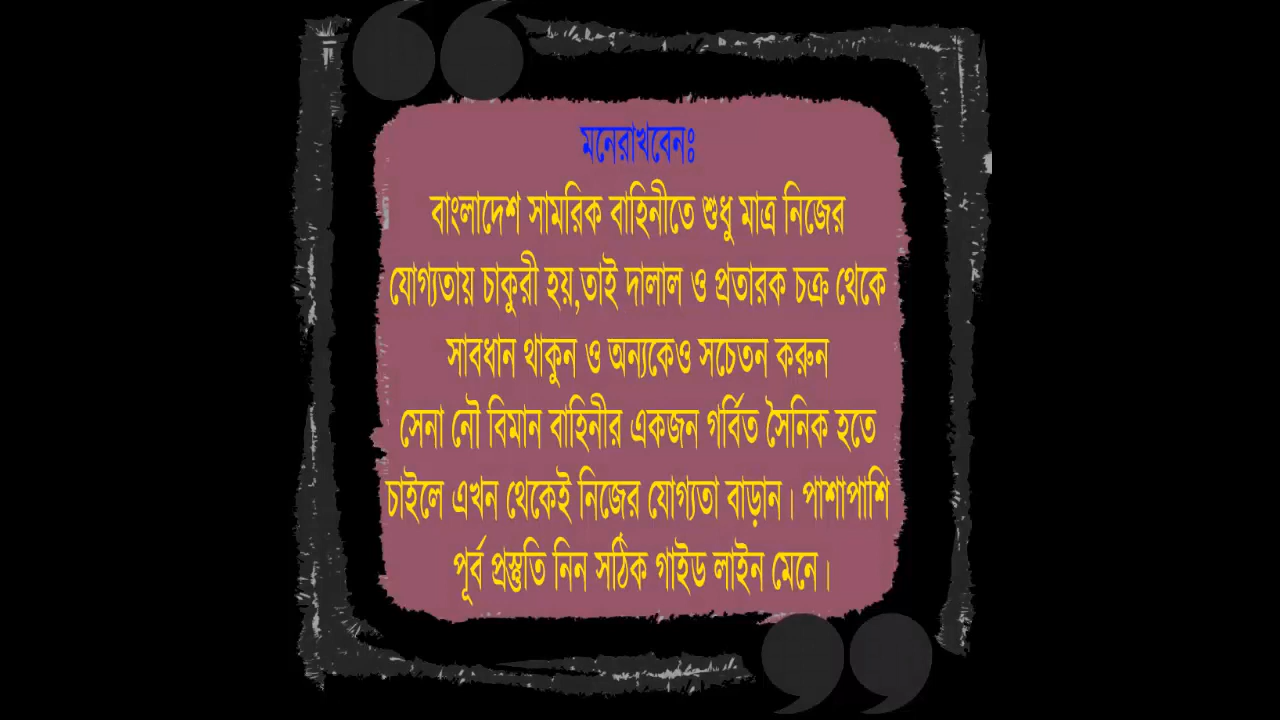 মনেরাখবেনঃ
বাংলাদেশ সামরিক বাহিনীতে শুধু মাত্র নিজের
যোগ্যতায় চাকুরী হয়,তাই দালাল ও প্রতারক চক্র থেকে
সাবধান থাকুন ও অন্যকেও সচেতন করুন
সেনা নৌ বিমান বাহিনীর একজন গর্বিত সৈনিক হতে
চাইলে এখন থেকেই নিজের যোগ্যতা বাড়ান। পাশাপাশি
পূর্ব প্রস্তুতি নিন সঠিক গাইড লাইন মেনে।